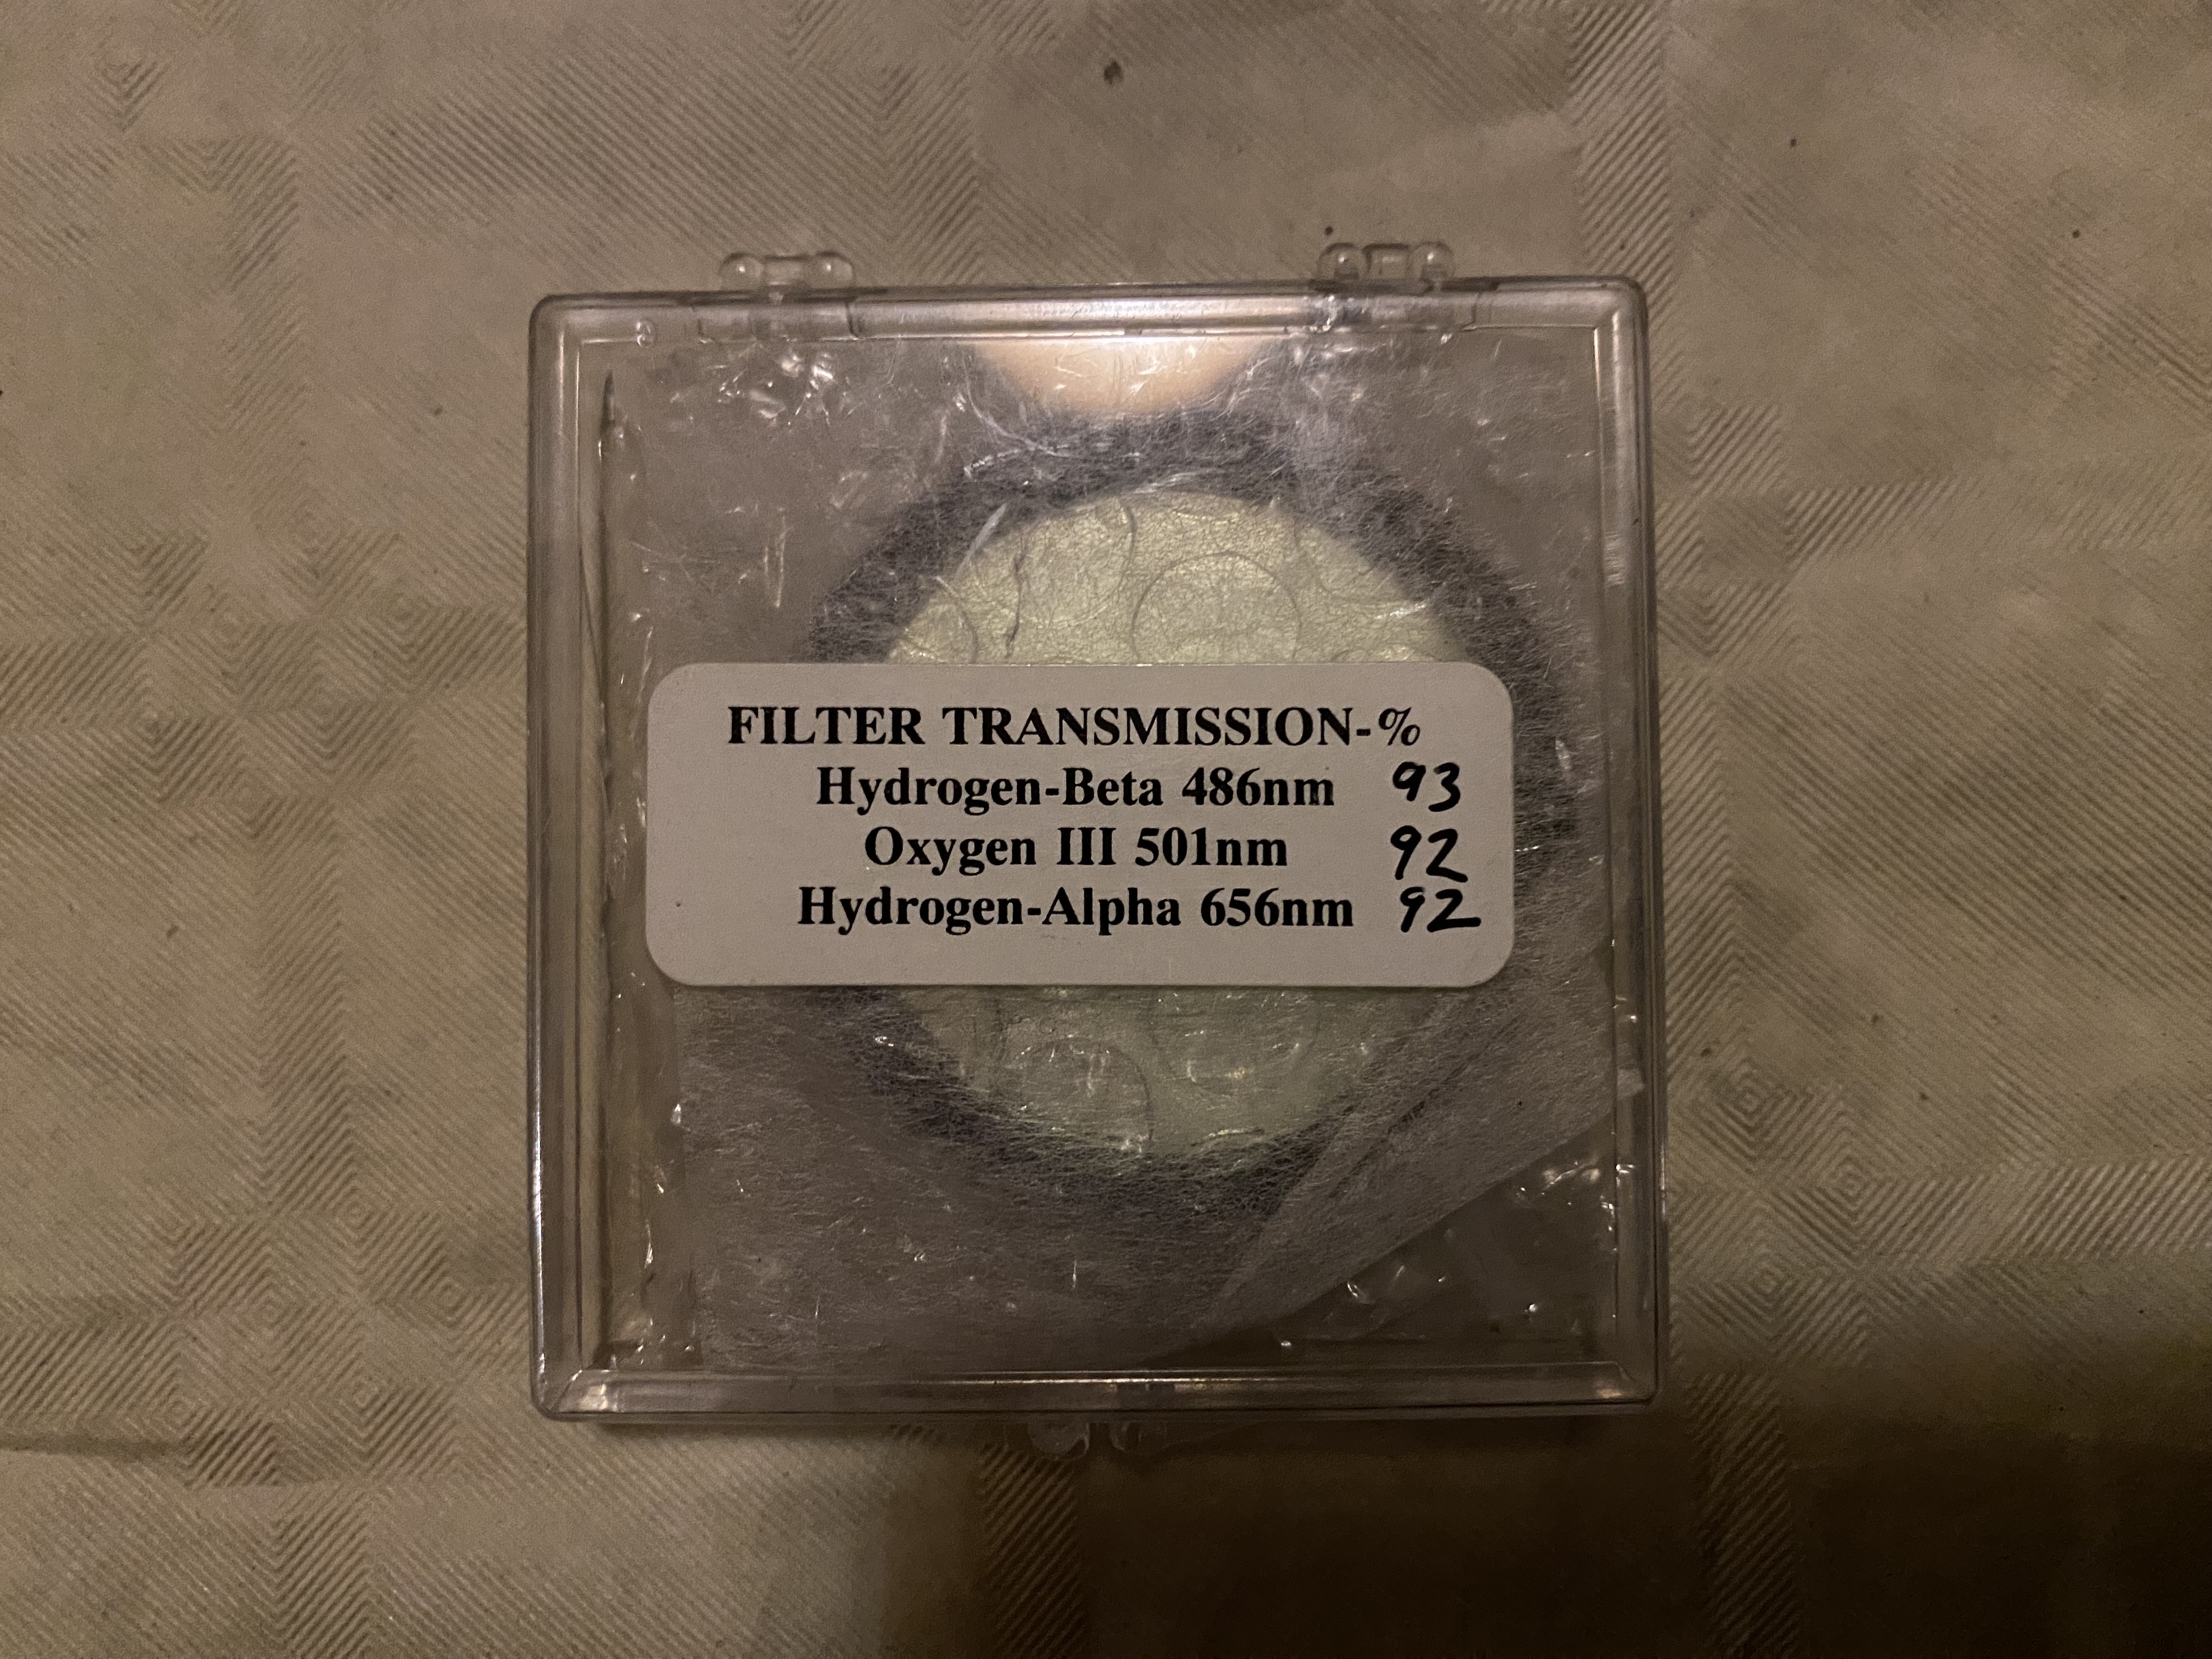 FILTER TRANSMISSION-%
Hydrogen-Beta 486nm 93
Oxygen III 501nm 92
Hydrogen-Alpha 656nm 92